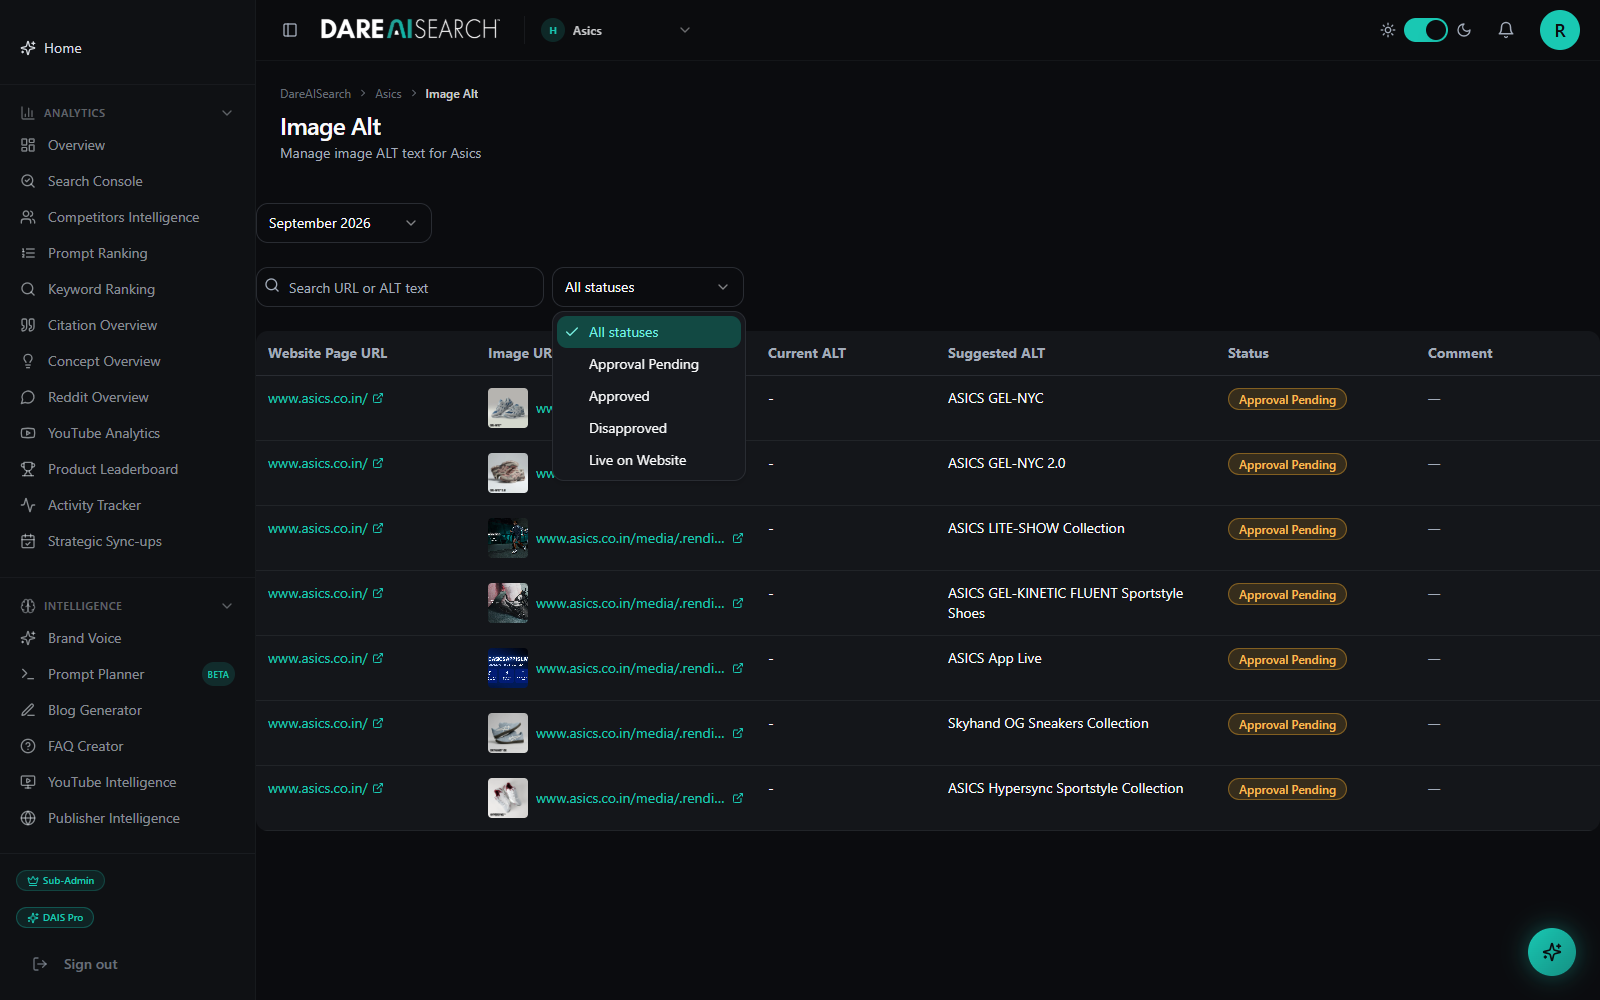 Home
DARE AI SEARCH
H Asics
R
ANALYTICS
Overview
Search Console
Competitors Intelligence
Prompt Ranking
Keyword Ranking
Citation Overview
Concept Overview
Reddit Overview
YouTube Analytics
Product Leaderboard
Activity Tracker
Strategic Sync-ups
INTELLIGENCE
Brand Voice
Prompt Planner BETA
Blog Generator
FAQ Creator
YouTube Intelligence
Publisher Intelligence
Sub-Admin
DAIS Pro
Sign out
DareAISearch > Asics > Image Alt
Image Alt
Manage image ALT text for Asics
September 2026
Search URL or ALT text
All statuses
All statuses
Approval Pending
Approved
Disapproved
Live on Website
Website Page URL Image UR Current ALT Suggested ALT Status Comment
www.asics.co.in/ ww - ASICS GEL-NYC Approval Pending —
www.asics.co.in/ ww - ASICS GEL-NYC 2.0 Approval Pending —
www.asics.co.in/ www.asics.co.in/media/.rendi... - ASICS LITE-SHOW Collection Approval Pending —
www.asics.co.in/ www.asics.co.in/media/.rendi... - ASICS GEL-KINETIC FLUENT Sportstyle Approval Pending —
Shoes
www.asics.co.in/ www.asics.co.in/media/.rendi... - ASICS App Live Approval Pending —
www.asics.co.in/ www.asics.co.in/media/.rendi... - Skyhand OG Sneakers Collection Approval Pending —
www.asics.co.in/ www.asics.co.in/media/.rendi... - ASICS Hypersync Sportstyle Collection Approval Pending —